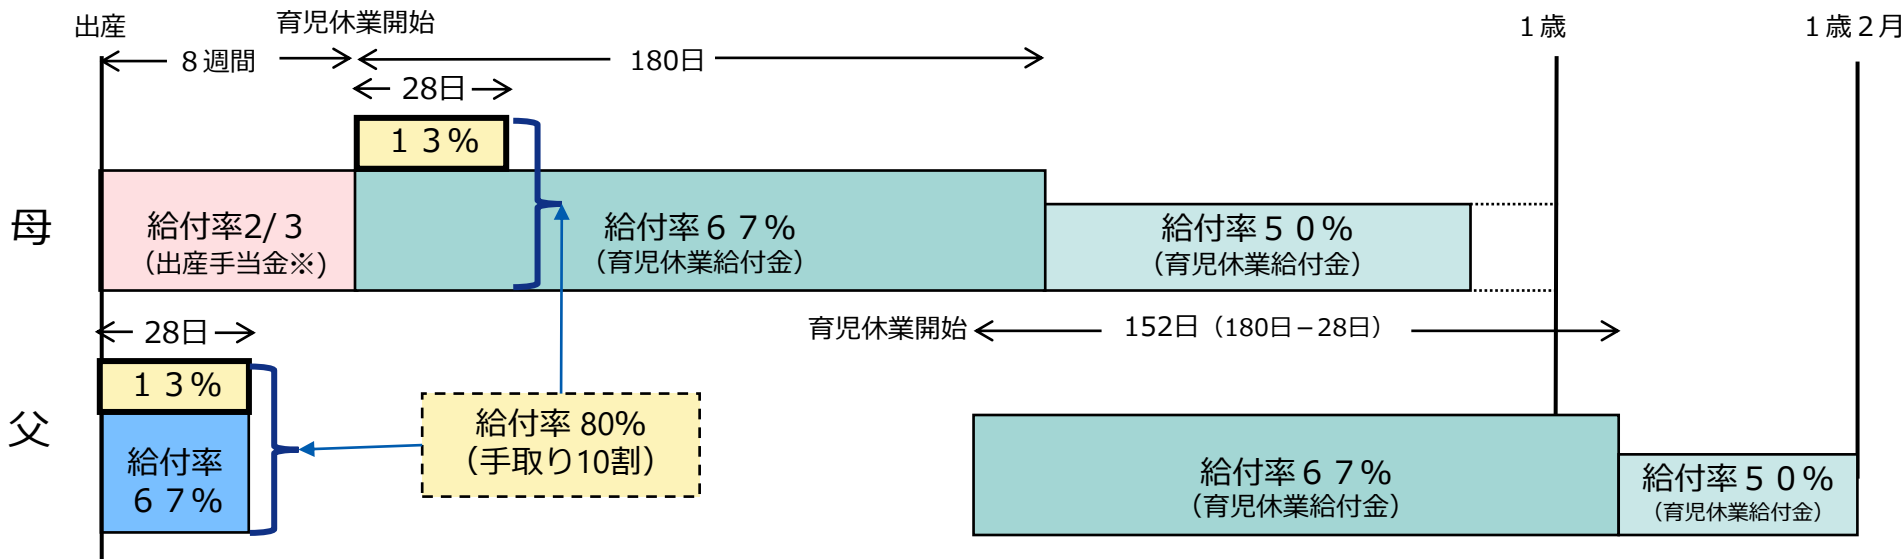 出産
育児休業開始
１歳
１歳２月
８週間
180日
28日
１３%
母
給付率2/３
（出産手当金※）
給付率６７%
（育児休業給付金）
給付率５０%
（育児休業給付金）
28日
育児休業開始
152日（180日－28日）
１３%
父
給付率
６７%
給付率 80%
（手取り10割）
給付率６７%
（育児休業給付金）
給付率５０%
（育児休業給付金）